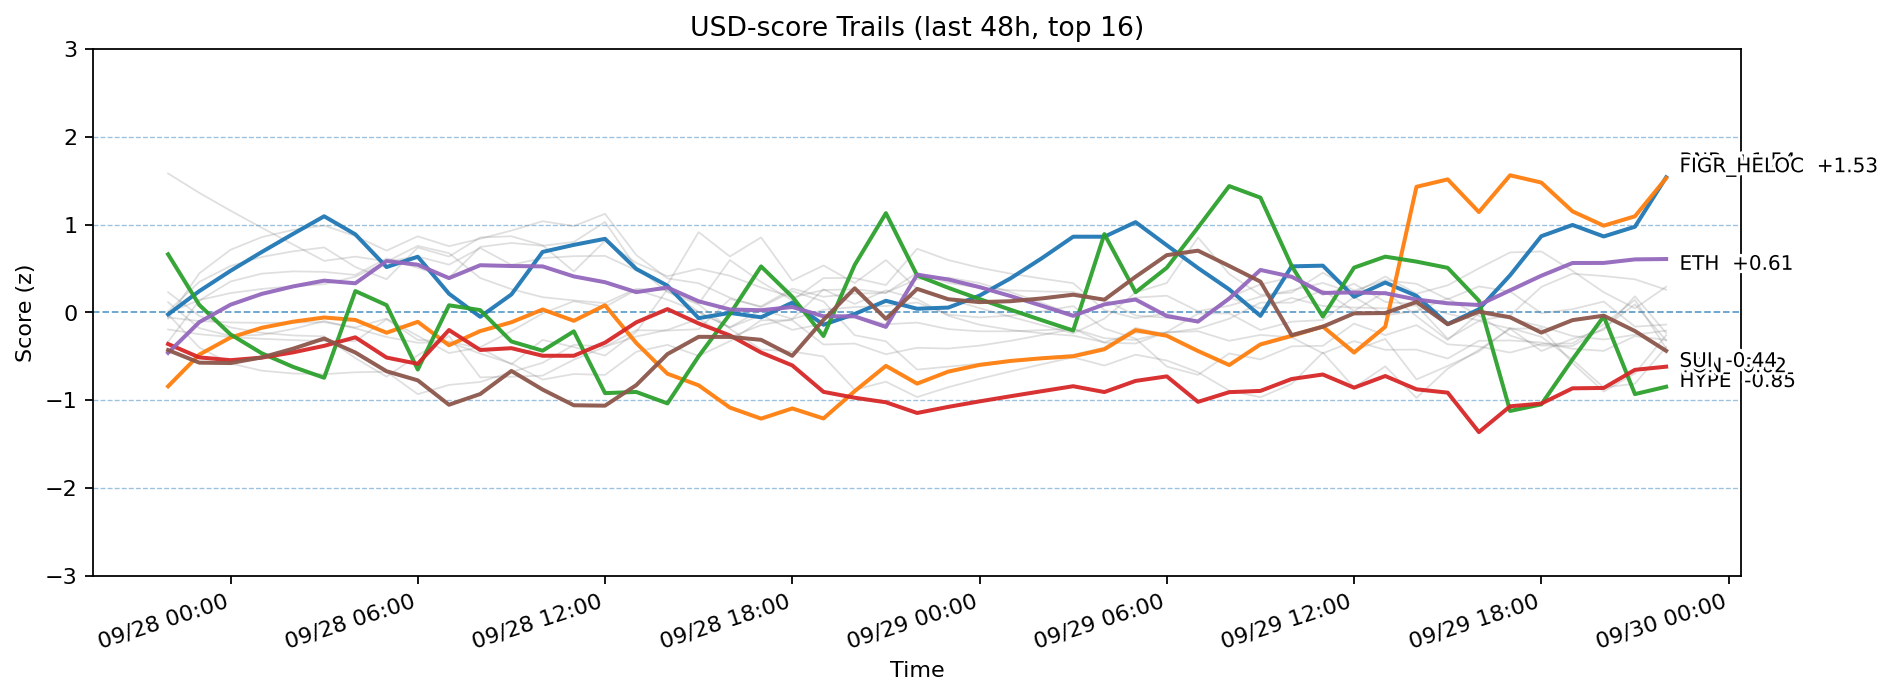 USD-score Trails (last 48h, top 16)
3
2
1
0
−1
−2
−3
Score (z)
FIGR_HELOC +1.53
ETH +0.61
SUI -0.44
HYPE -0.85
09/28 00:00
09/28 06:00
09/28 12:00
09/28 18:00
09/29 00:00
09/29 06:00
09/29 12:00
09/29 18:00
09/30 00:00
Time